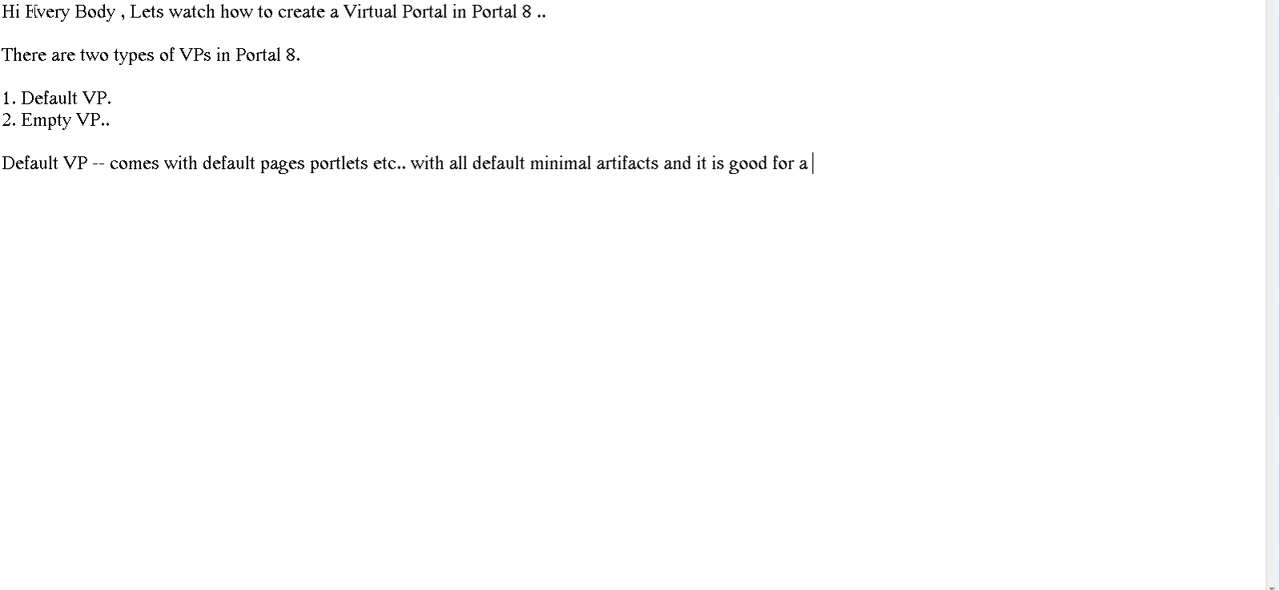 Hi Every Body , Lets watch how to create a Virtual Portal in Portal 8 ..
There are two types of VPs in Portal 8.
1. Default VP.
2. Empty VP..
Default VP -- comes with default pages portlets etc.. with all default minimal artifacts and it is good for a